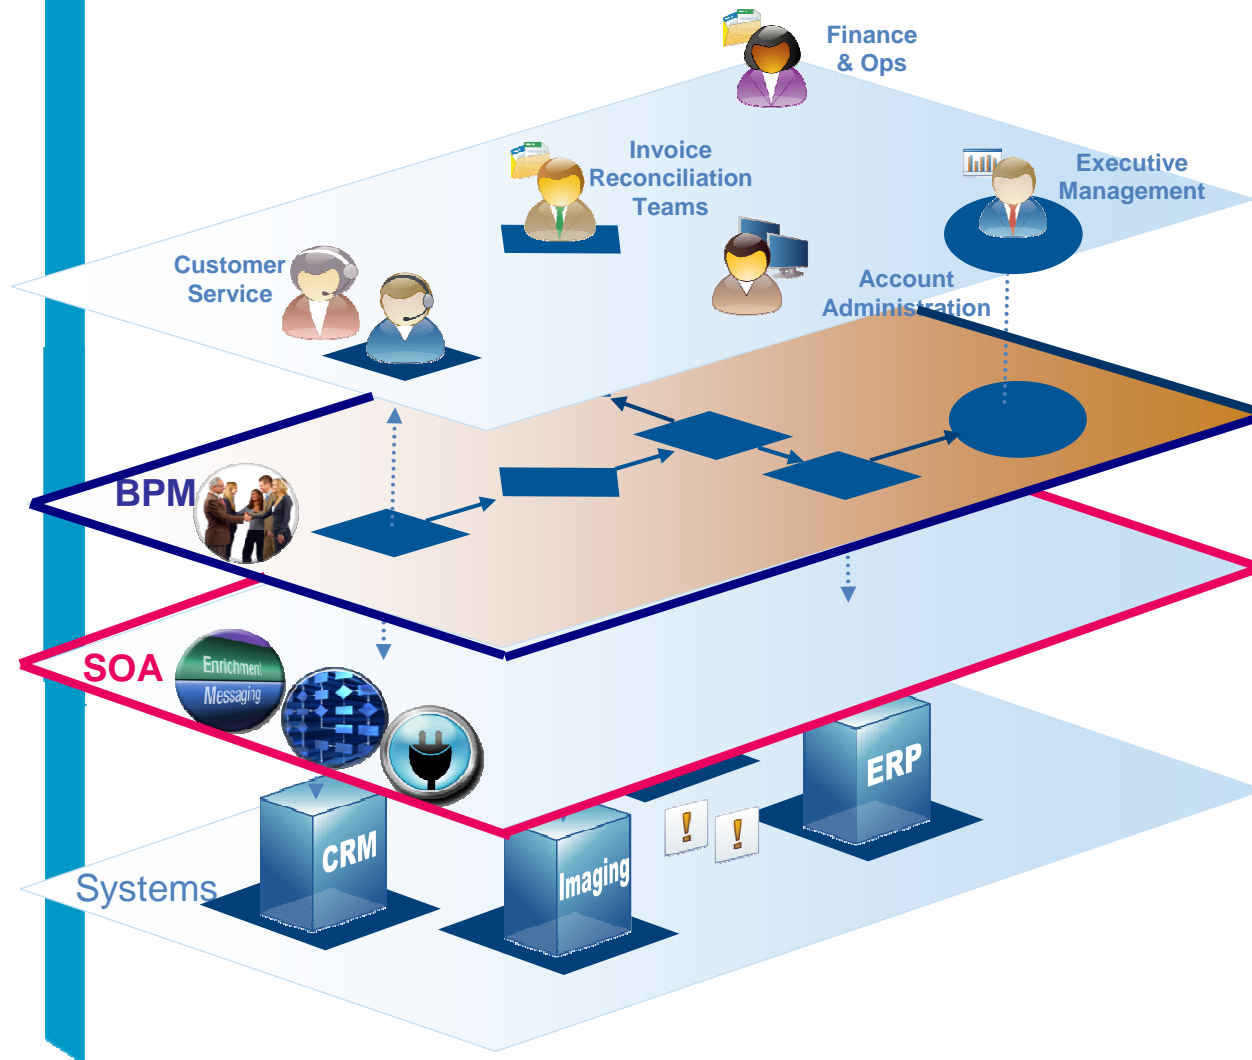 Finance
& Ops
Invoice
Reconciliation
Teams
Executive
Management
Customer
Service
Account
Administration
BPM
SOA
Enrichment
Messaging
ERP
CRM
Imaging
! !
Systems